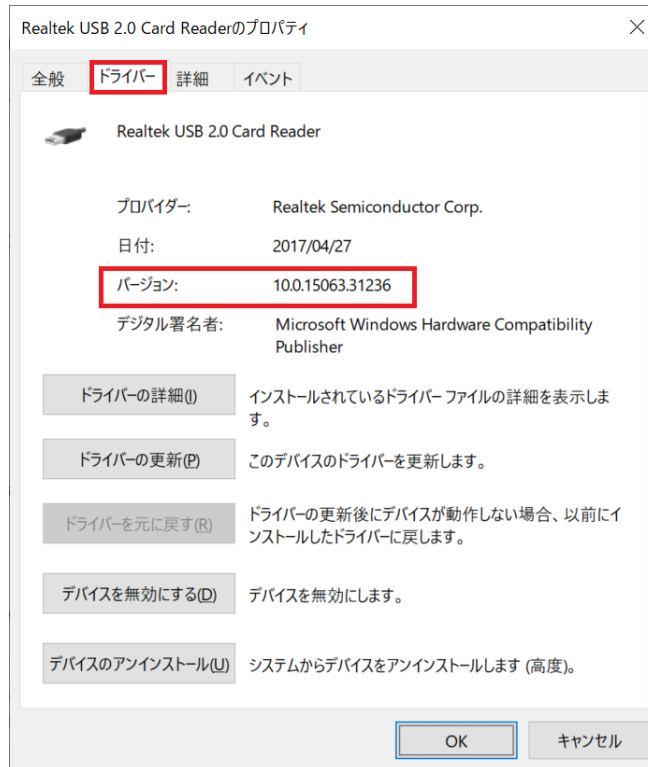 Realtek USB 2.0 Card Readerのプロパティ
全般 ドライバー 詳細 イベント
Realtek USB 2.0 Card Reader
プロバイダー: Realtek Semiconductor Corp.
日付: 2017/04/27
バージョン: 10.0.15063.31236
デジタル署名者: Microsoft Windows Hardware Compatibility
Publisher
ドライバーの詳細(I) インストールされているドライバー ファイルの詳細を表示しま
す。
ドライバーの更新(P) このデバイスのドライバーを更新します。
ドライバーを元に戻す(R) ドライバーの更新後にデバイスが動作しない場合、以前にイ
ンストールしたドライバーに戻します。
デバイスを無効にする(D) デバイスを無効にします。
デバイスのアンインストール(U) システムからデバイスをアンインストールします (高度)。
OK キャンセル